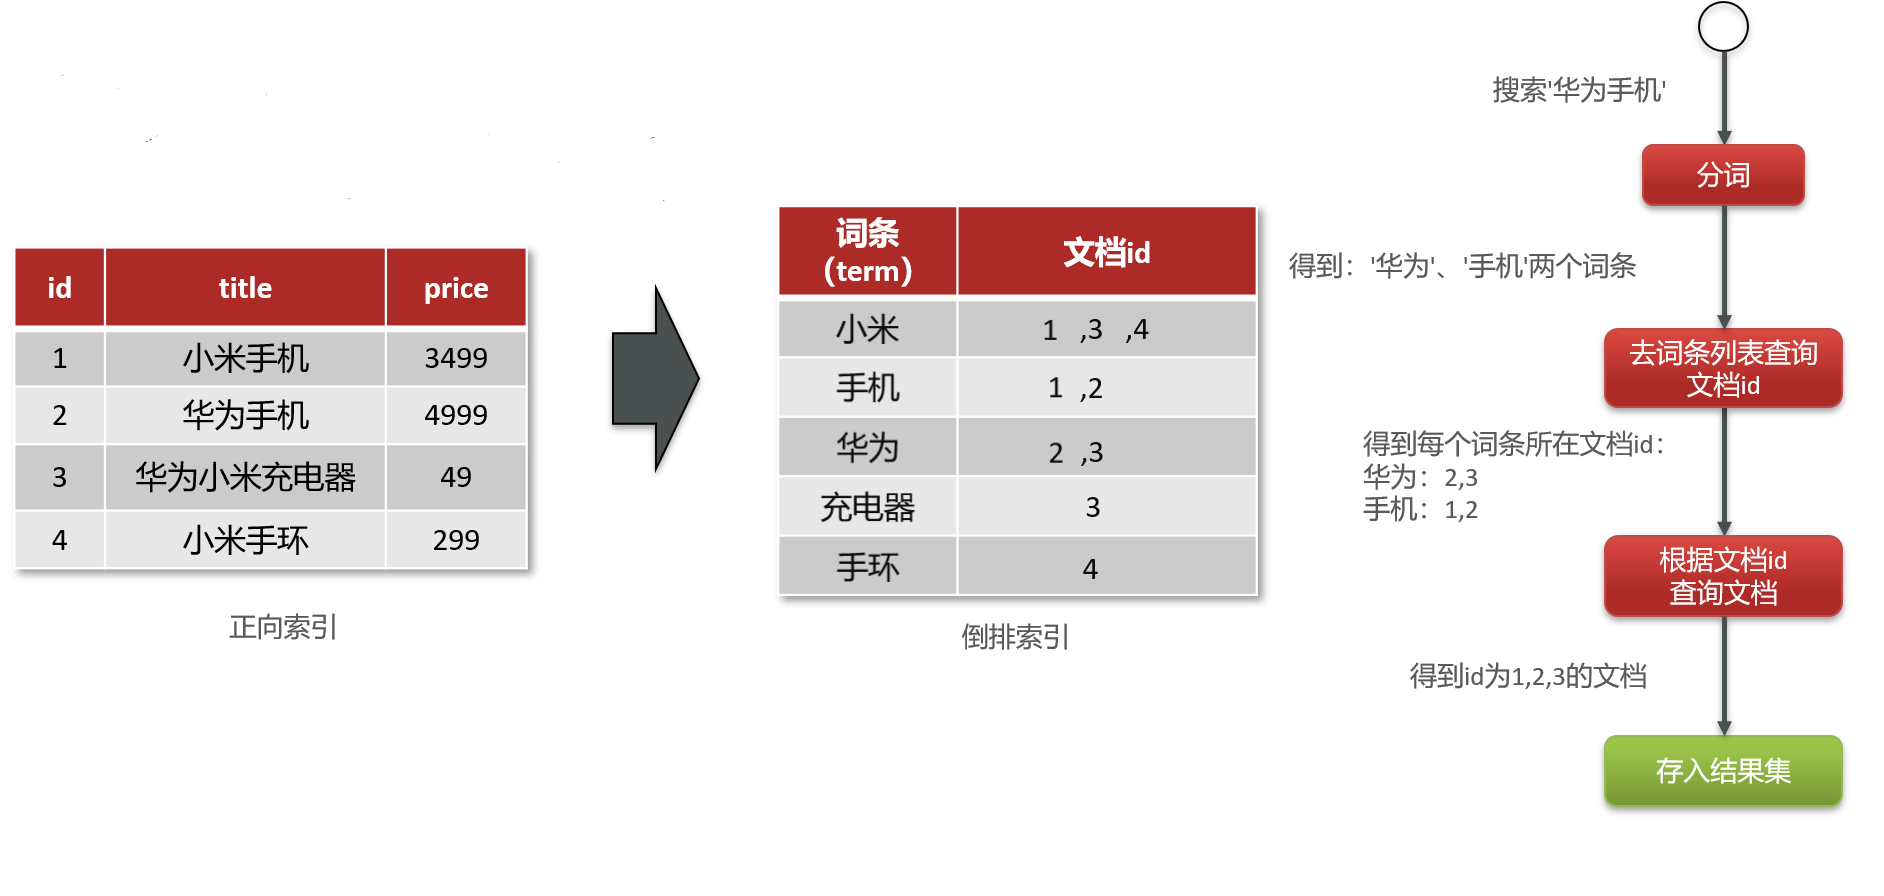 id title price
1 小米手机 3499
2 华为手机 4999
3 华为小米充电器 49
4 小米手环 299
正向索引
词条
（term） 文档id
小米 1 ,3 ,4
手机 1 ,2
华为 2 ,3
充电器 3
手环 4
倒排索引
搜索'华为手机'
分词
得到：'华为'、'手机'两个词条
去词条列表查询
文档id
得到每个词条所在文档id：
华为：2,3
手机：1,2
根据文档id
查询文档
得到id为1,2,3的文档
存入结果集